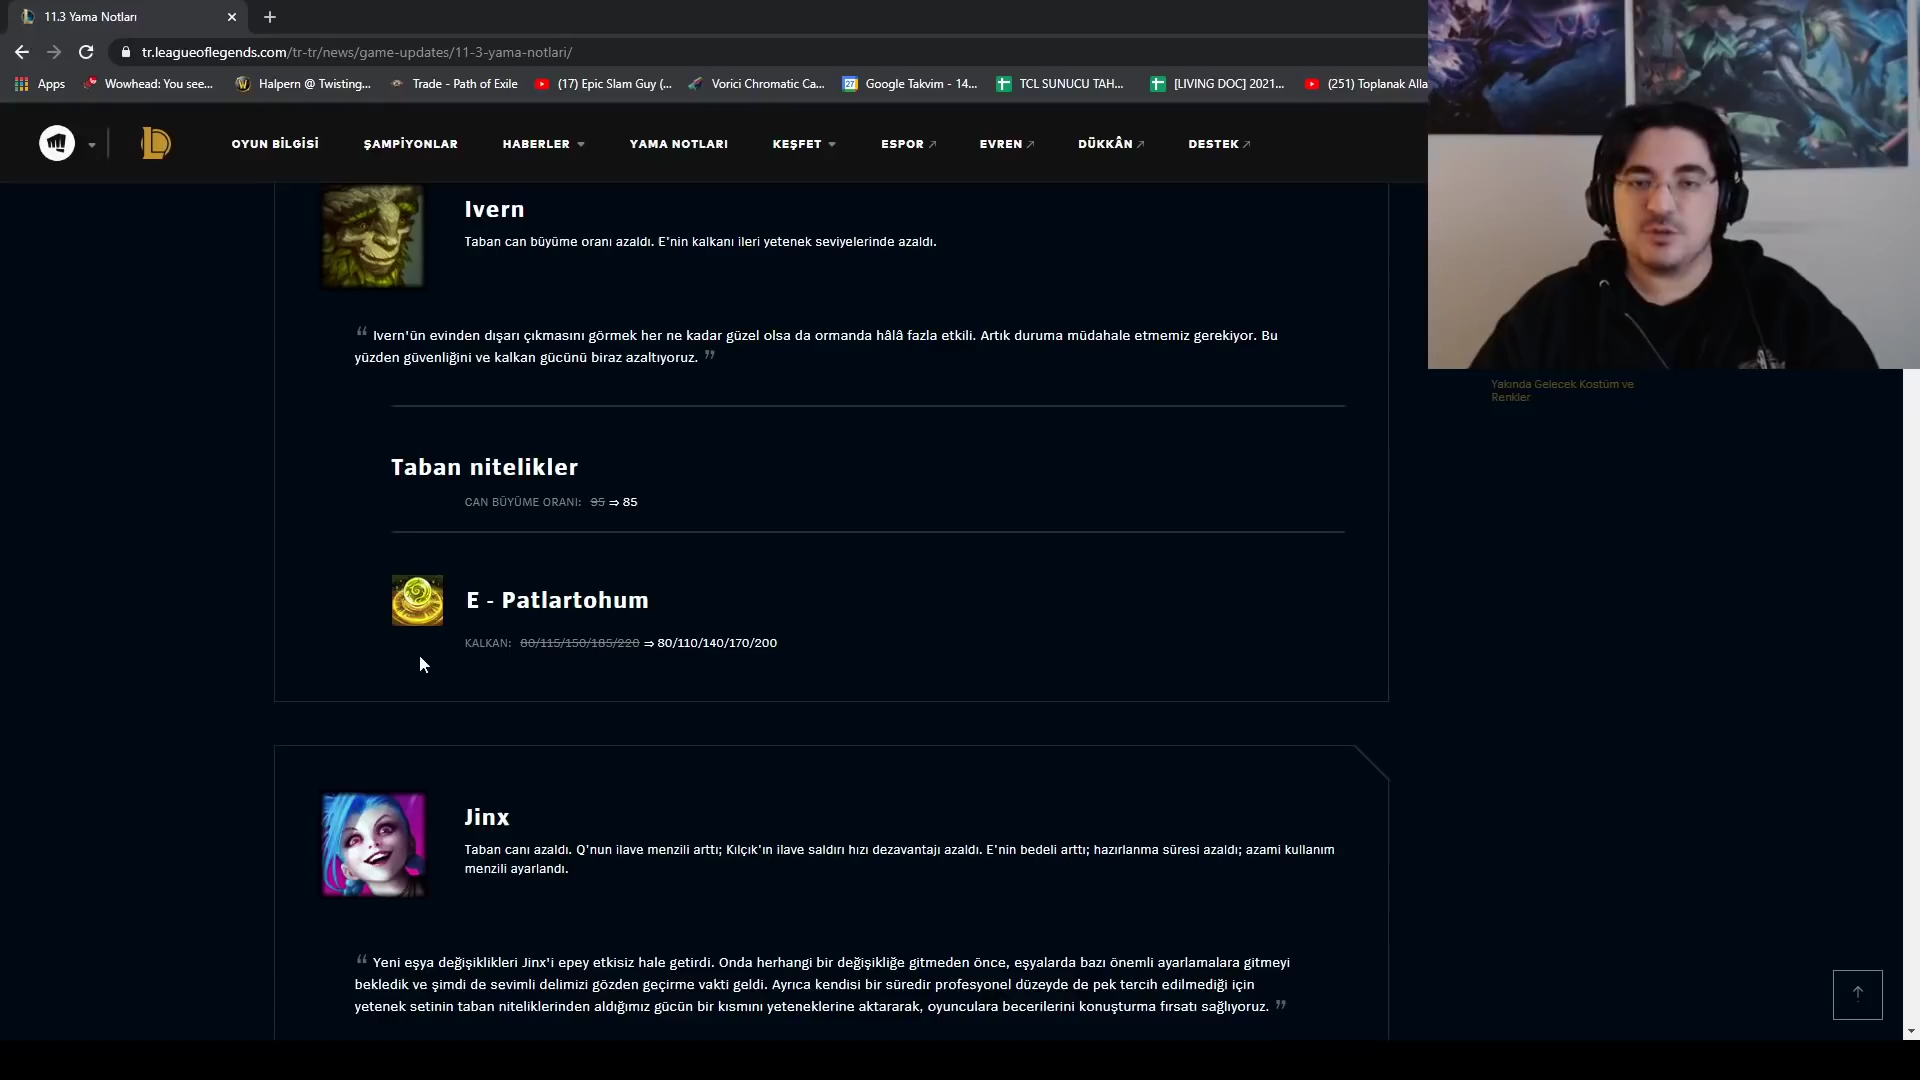 11.3 Yama Notları
tr.leagueoflegends.com/tr-tr/news/game-updates/11-3-yama-notlari/
Apps Wowhead: You see... Halpern @ Twisting... Trade - Path of Exile (17) Epic Slam Guy (... Vorici Chromatic Ca... Google Takvim - 14... TCL SUNUCU TAH... [LIVING DOC] 2021... (251) Toplanak Alla
OYUN BİLGİSİ ŞAMPİYONLAR HABERLER YAMA NOTLARI KEŞFET ESPOR EVREN DÜKKÂN DESTEK
Ivern
Taban can büyüme oranı azaldı. E'nin kalkanı ileri yetenek seviyelerinde azaldı.
“ Ivern'ün evinden dışarı çıkmasını görmek her ne kadar güzel olsa da ormanda hâlâ fazla etkili. Artık duruma müdahale etmemiz gerekiyor. Bu
yüzden güvenliğini ve kalkan gücünü biraz azaltıyoruz. ”
Yakında Gelecek Kostüm ve
Renkler
Taban nitelikler
CAN BÜYÜME ORANI: 95 ⇒ 85
E - Patlartohum
KALKAN: 80/115/150/185/220 ⇒ 80/110/140/170/200
Jinx
Taban canı azaldı. Q'nun ilave menzili arttı; Kılçık'ın ilave saldırı hızı dezavantajı azaldı. E'nin bedeli arttı; hazırlanma süresi azaldı; azami kullanım
menzili ayarlandı.
“ Yeni eşya değişiklikleri Jinx'i epey etkisiz hale getirdi. Onda herhangi bir değişikliğe gitmeden önce, eşyalarda bazı önemli ayarlamalara gitmeyi
bekledik ve şimdi de sevimli delimizi gözden geçirme vakti geldi. Ayrıca kendisi bir süredir profesyonel düzeyde de pek tercih edilmediği için
yetenek setinin taban niteliklerinden aldığımız gücün bir kısmını yeteneklerine aktararak, oyunculara becerilerini konuşturma fırsatı sağlıyoruz. ”